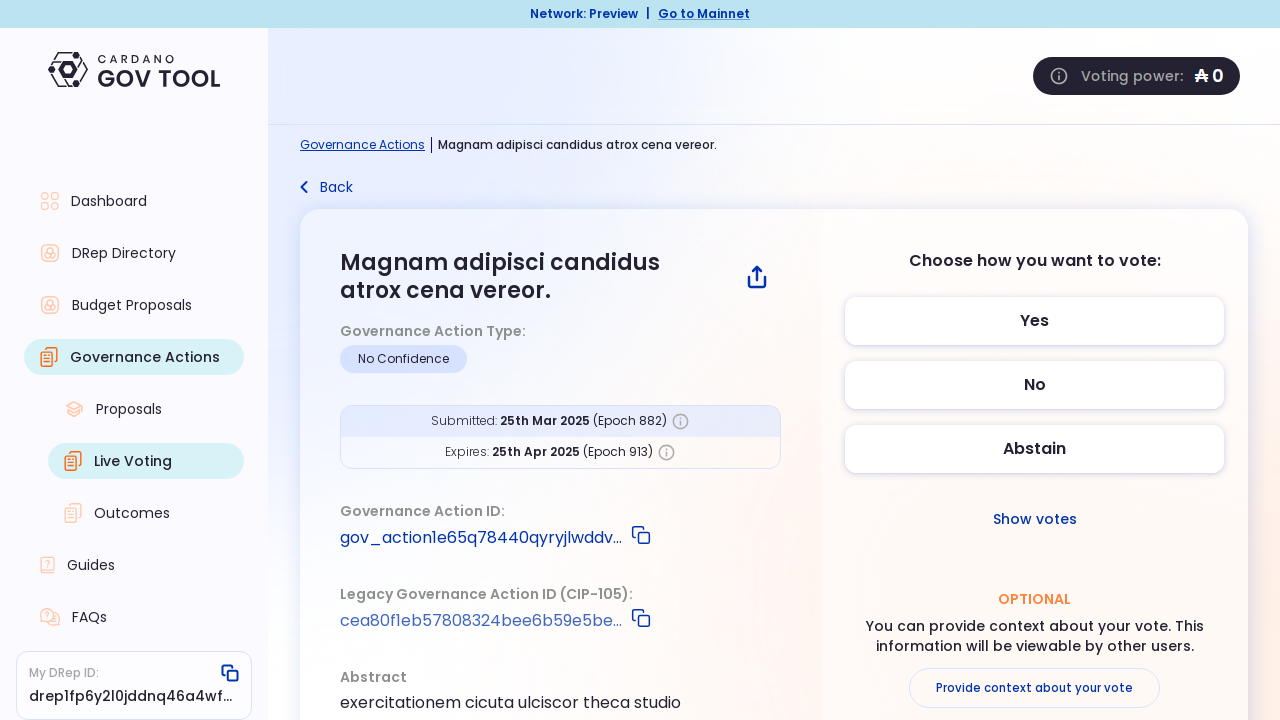 Network: Preview | Go to Mainnet
CARDANO
GOV TOOL
Voting power: ₳ 0
Governance Actions | Magnam adipisci candidus atrox cena vereor.
Back
Dashboard
DRep Directory
Budget Proposals
Governance Actions
Proposals
Live Voting
Outcomes
Guides
FAQs
My DRep ID:
drep1fp6y2l0jddnq46a4wf...
Magnam adipisci candidus
atrox cena vereor.
Governance Action Type:
No Confidence
Submitted: 25th Mar 2025 (Epoch 882)
Expires: 25th Apr 2025 (Epoch 913)
Governance Action ID:
gov_action1e65q78440qyryjlwddv...
Legacy Governance Action ID (CIP-105):
cea80f1eb57808324bee6b59e5be...
Abstract
exercitationem cicuta ulciscor theca studio
Choose how you want to vote:
Yes
No
Abstain
Show votes
OPTIONAL
You can provide context about your vote. This
information will be viewable by other users.
Provide context about your vote